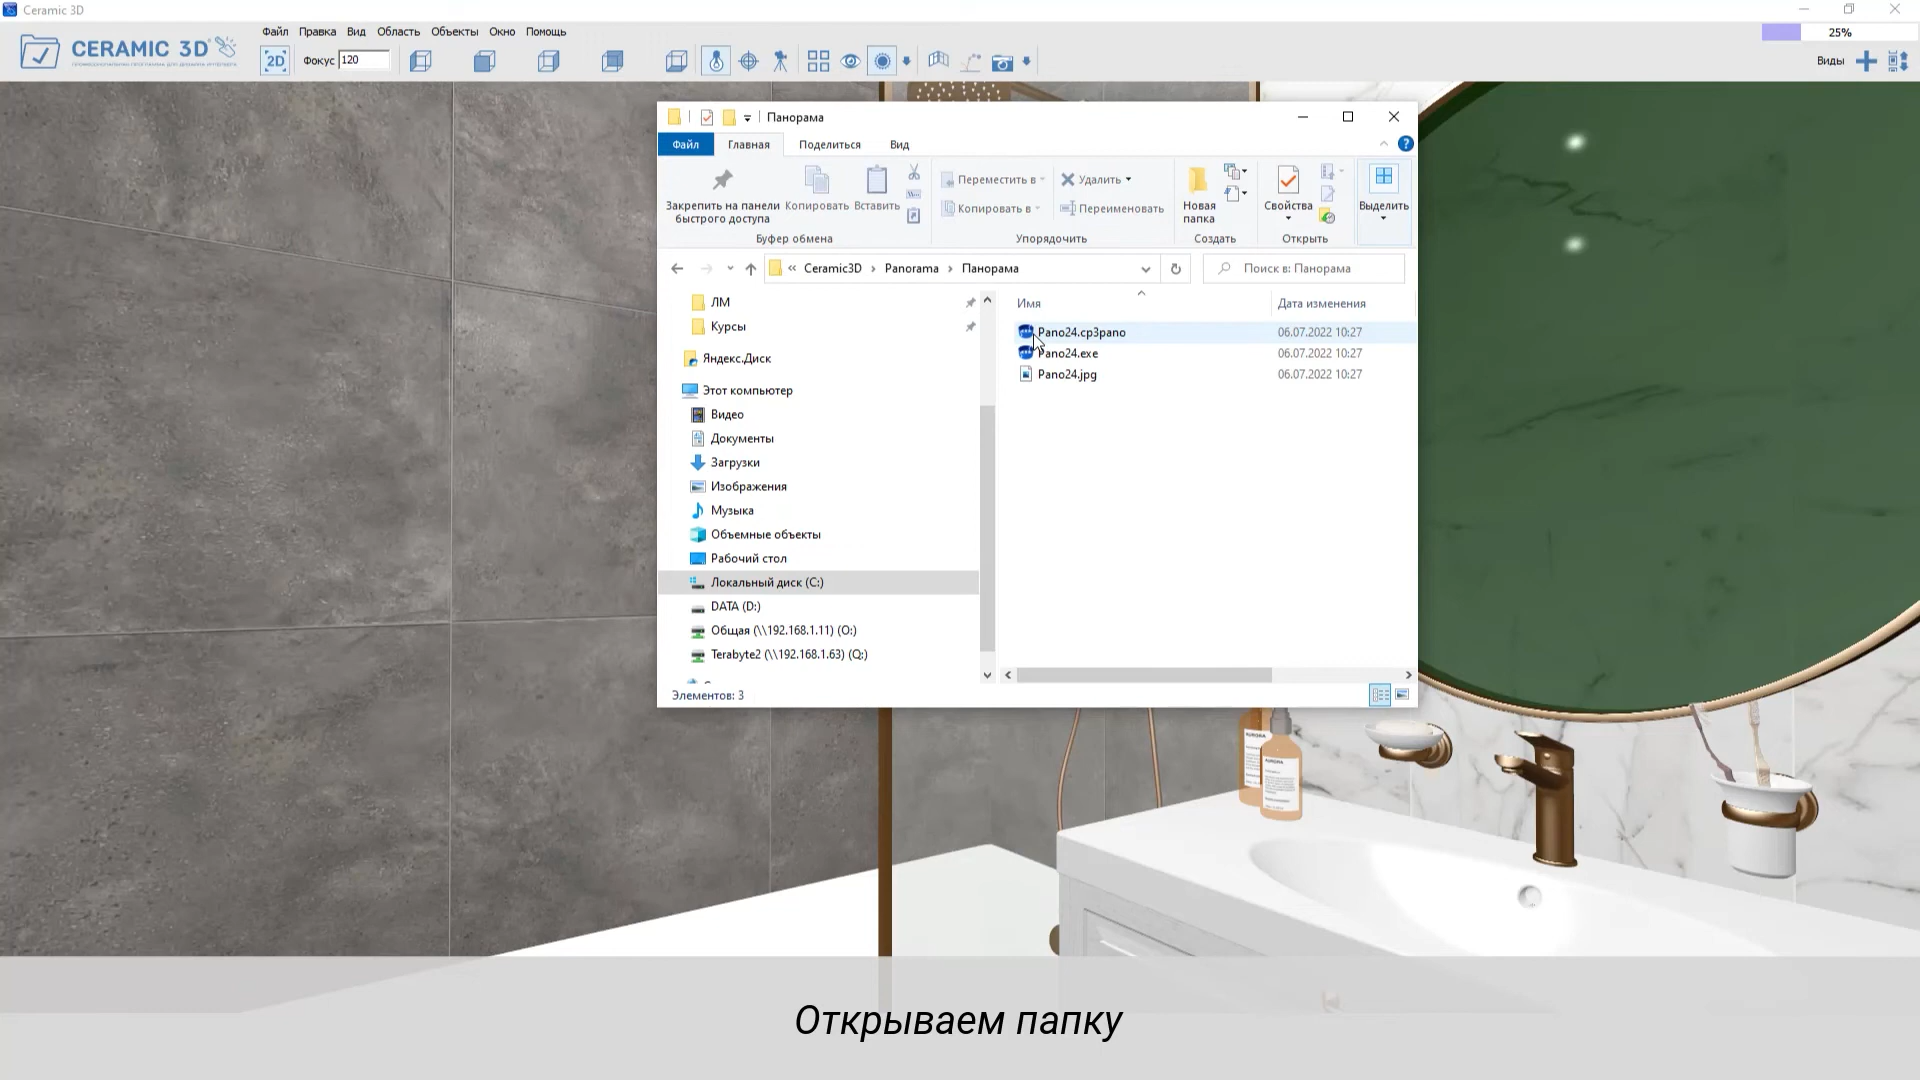 Ceramic 3D
Файл Правка Вид Область Объекты Окно Помощь
25%
CERAMIC 3D
2D
Фокус 120
Виды
Панорама
Файл Главная Поделиться Вид
Закрепить на панели быстрого доступа
Копировать
Вставить
Переместить в
Копировать в
Удалить
Переименовать
Новая папка
Свойства
Выделить
Буфер обмена
Упорядочить
Создать
Открыть
« Ceramic3D › Panorama › Панорама
Поиск в: Панорама
ЛМ
Курсы
Яндекс.Диск
Этот компьютер
Видео
Документы
Загрузки
Изображения
Музыка
Объемные объекты
Рабочий стол
Локальный диск (C:)
DATA (D:)
Общая (\\192.168.1.11) (O:)
Terabyte2 (\\192.168.1.63) (Q:)
Имя Дата изменения
Pano24.cp3pano 06.07.2022 10:27
Pano24.exe 06.07.2022 10:27
Pano24.jpg 06.07.2022 10:27
Элементов: 3
AURORA
AURORA
Открываем папку